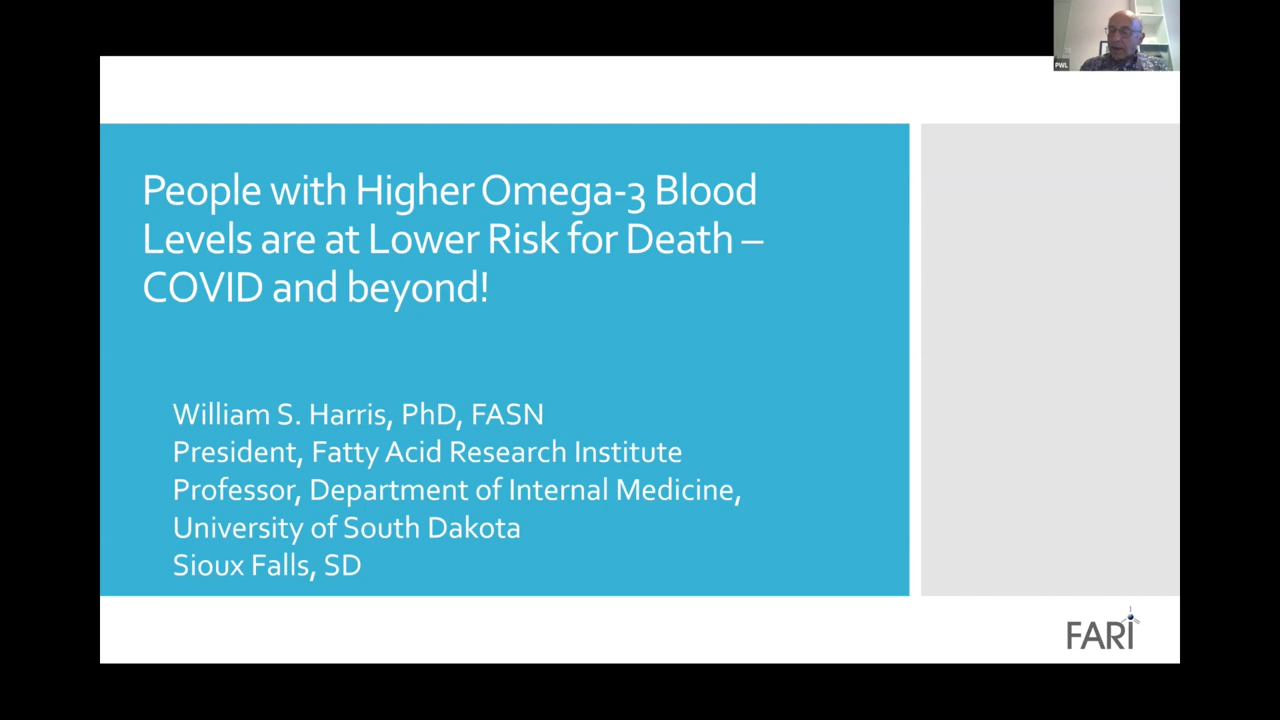 PWL
People with Higher Omega-3 Blood
Levels are at Lower Risk for Death –
COVID and beyond!
William S. Harris, PhD, FASN
President, Fatty Acid Research Institute
Professor, Department of Internal Medicine,
University of South Dakota
Sioux Falls, SD
FARI